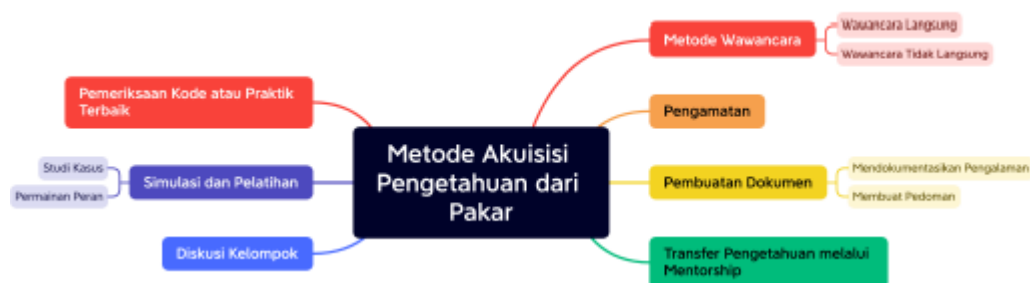 Metode Akuisisi
Pengetahuan dari
Pakar
Metode Wawancara
Wawancara Langsung
Wawancara Tidak Langsung
Pengamatan
Pembuatan Dokumen
Mendokumentasikan Pengalaman
Membuat Pedoman
Transfer Pengetahuan melalui
Mentorship
Pemeriksaan Kode atau Praktik
Terbaik
Simulasi dan Pelatihan
Studi Kasus
Permainan Peran
Diskusi Kelompok